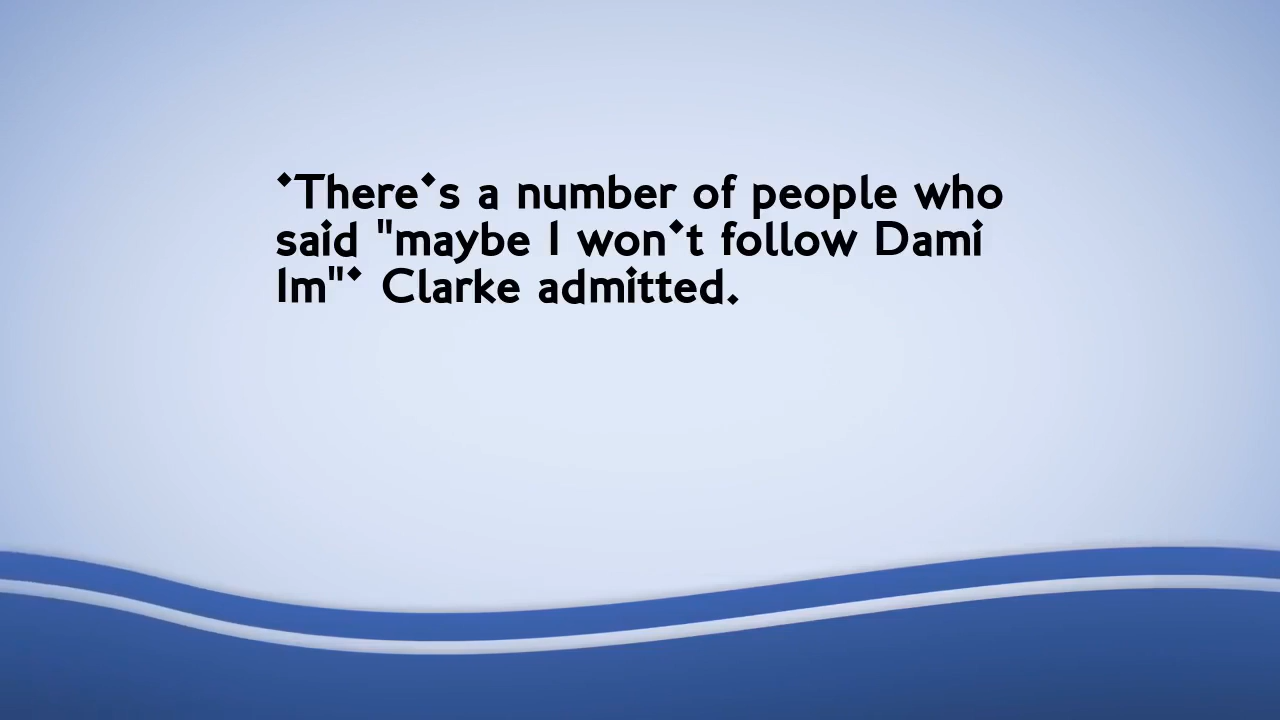 'There's a number of people who
said "maybe I won't follow Dami
Im"' Clarke admitted.